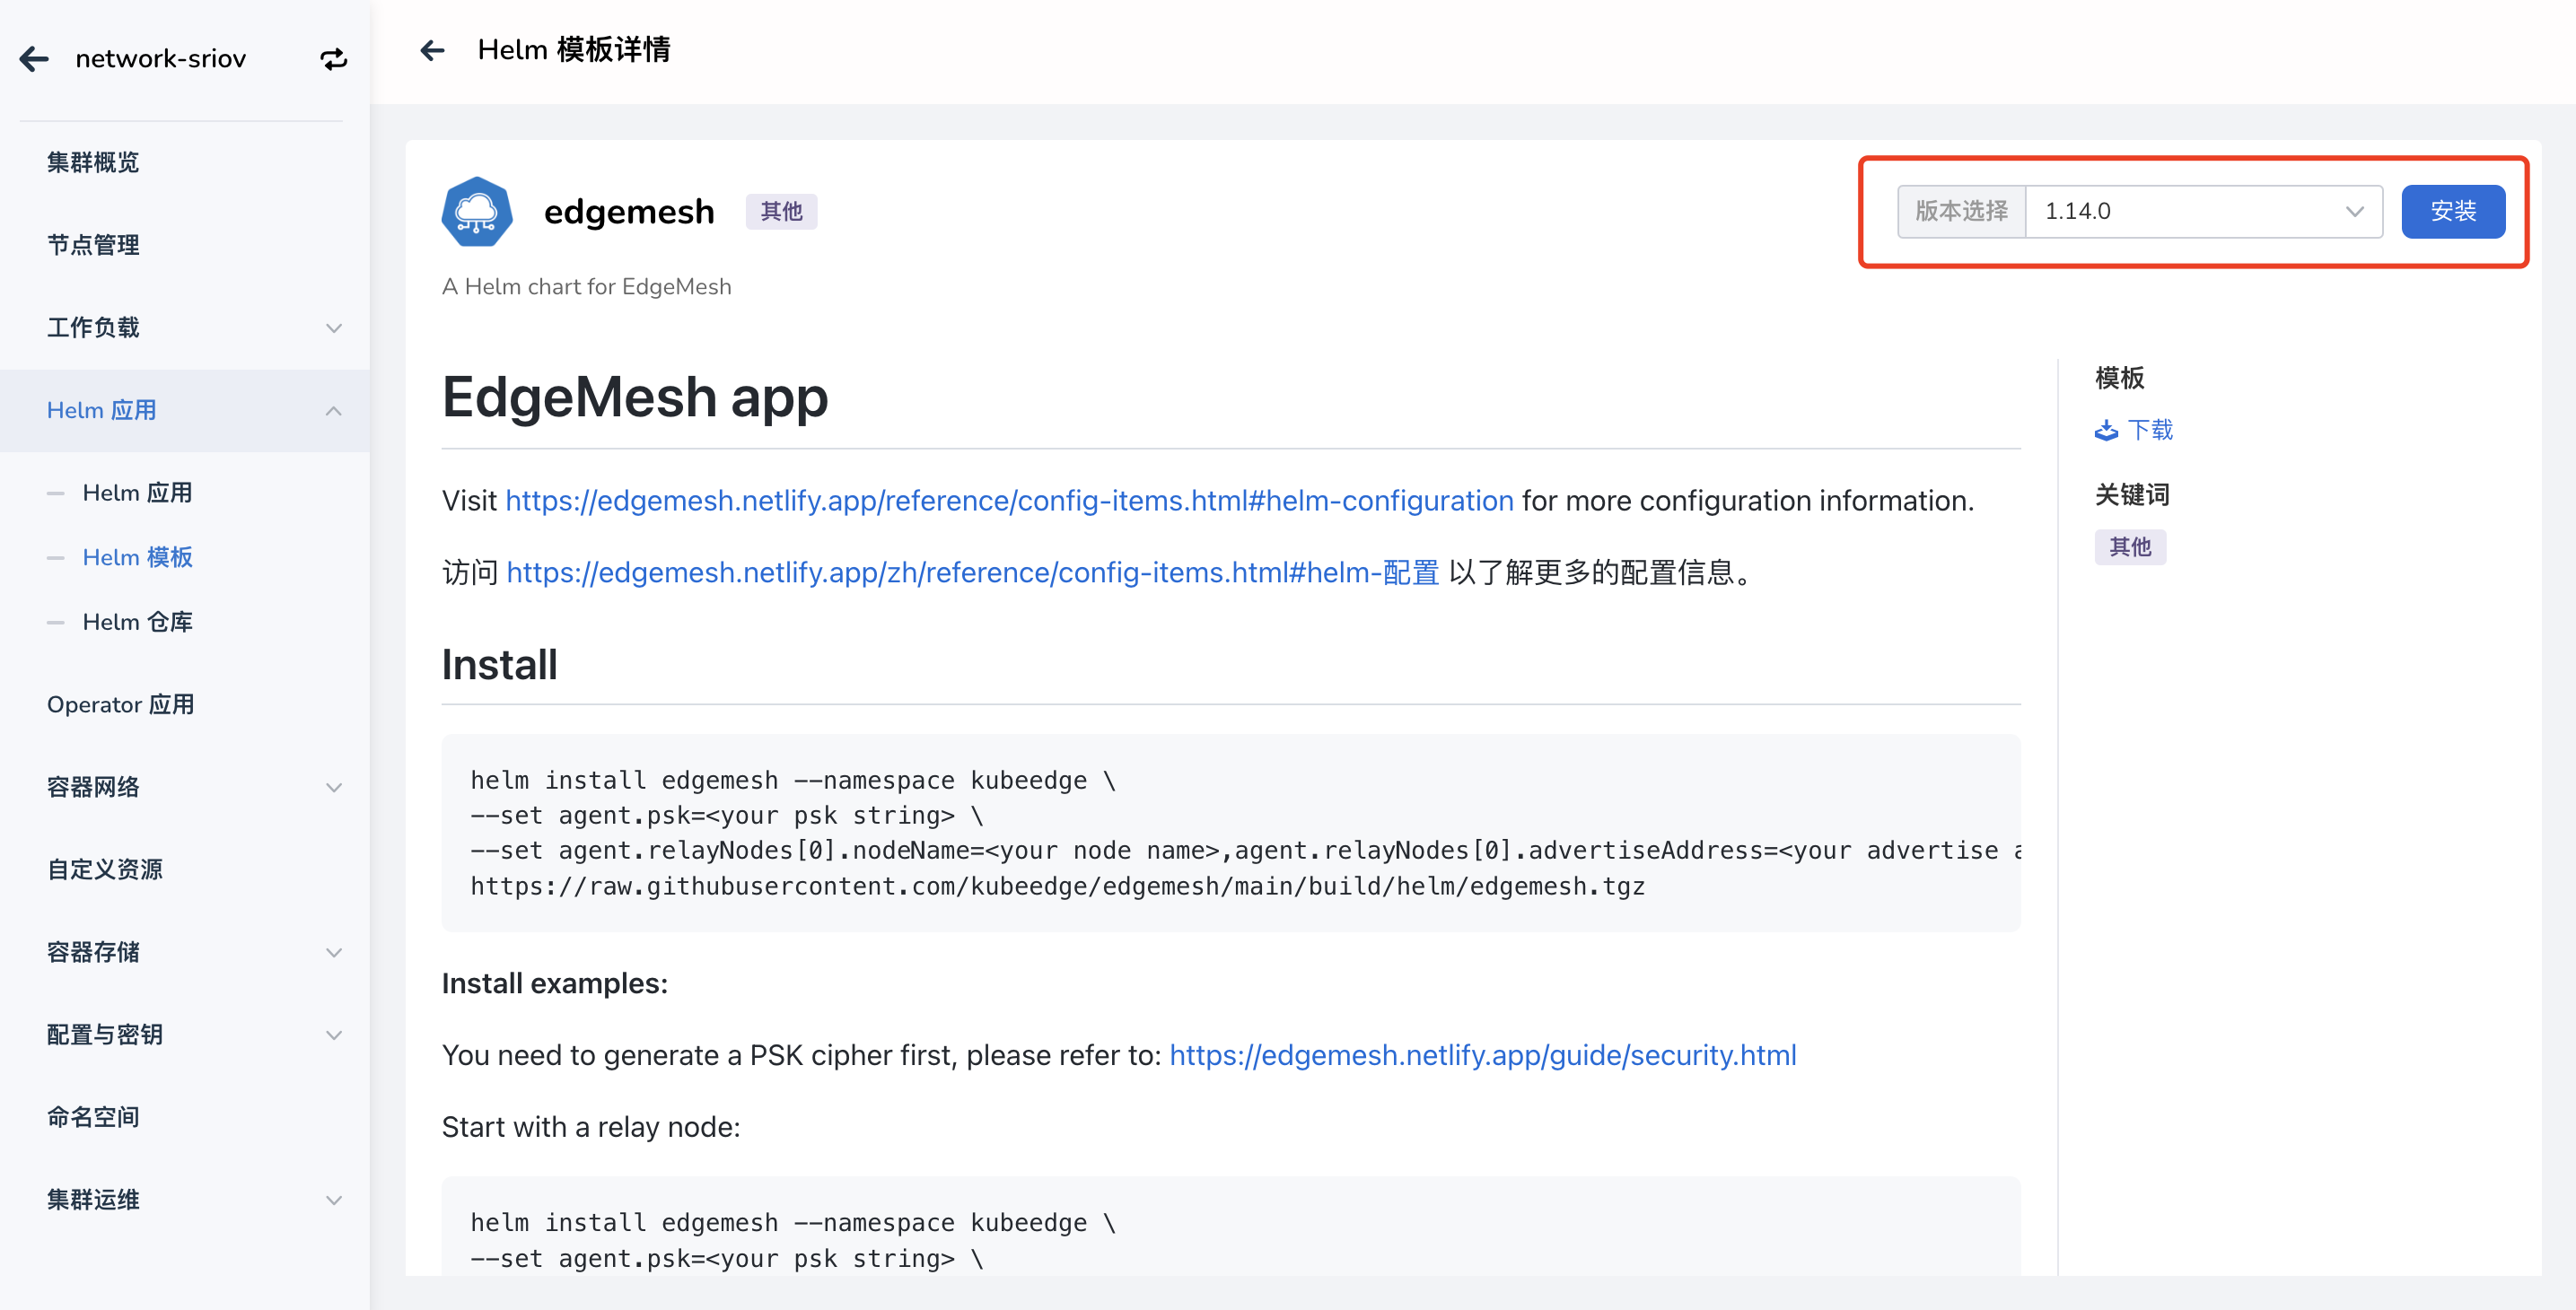 network-sriov
集群概览
节点管理
工作负载
Helm 应用
Helm 应用
Helm 模板
Helm 仓库
Operator 应用
容器网络
自定义资源
容器存储
配置与密钥
命名空间
集群运维
Helm 模板详情
edgemesh 其他
版本选择 1.14.0 安装
A Helm chart for EdgeMesh
EdgeMesh app
Visit https://edgemesh.netlify.app/reference/config-items.html#helm-configuration for more configuration information.
访问 https://edgemesh.netlify.app/zh/reference/config-items.html#helm-配置 以了解更多的配置信息。
Install
helm install edgemesh --namespace kubeedge \
--set agent.psk=<your psk string> \
--set agent.relayNodes[0].nodeName=<your node name>,agent.relayNodes[0].advertiseAddress=<your advertise
https://raw.githubusercontent.com/kubeedge/edgemesh/main/build/helm/edgemesh.tgz
Install examples:
You need to generate a PSK cipher first, please refer to: https://edgemesh.netlify.app/guide/security.html
Start with a relay node:
helm install edgemesh --namespace kubeedge \
--set agent.psk=<your psk string> \
模板
下载
关键词
其他